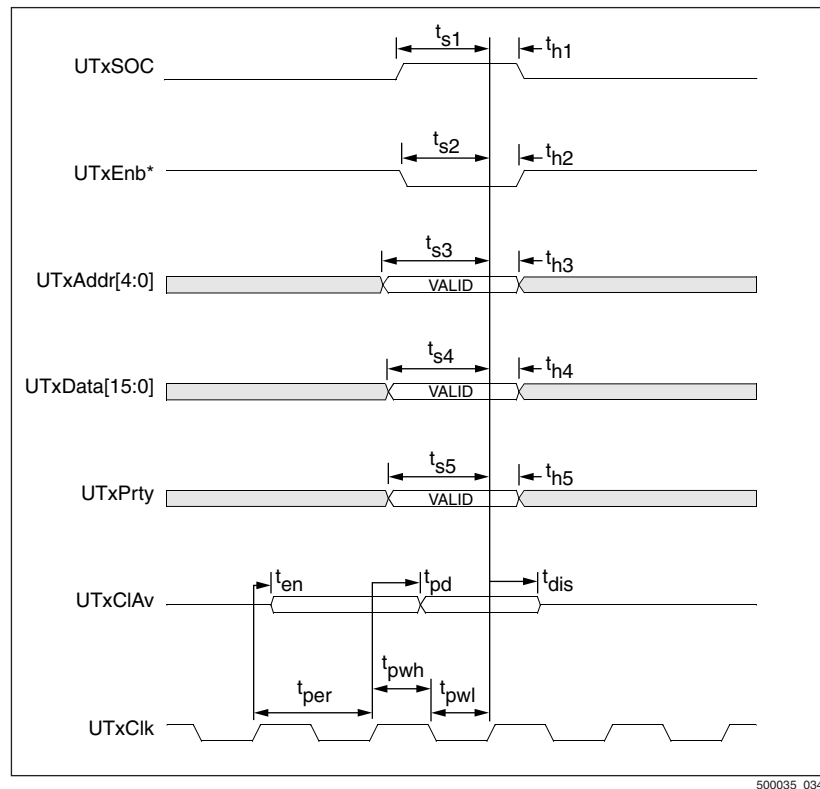 ts1
th1
UTxSOC
ts2
th2
UTxEnb*
ts3
th3
UTxAddr[4:0]
VALID
ts4
th4
UTxData[15:0]
VALID
ts5
th5
UTxPrty
VALID
ten
tpd
tdis
UTxClAv
tper
tpwh
tpwl
UTxClk
500035_034